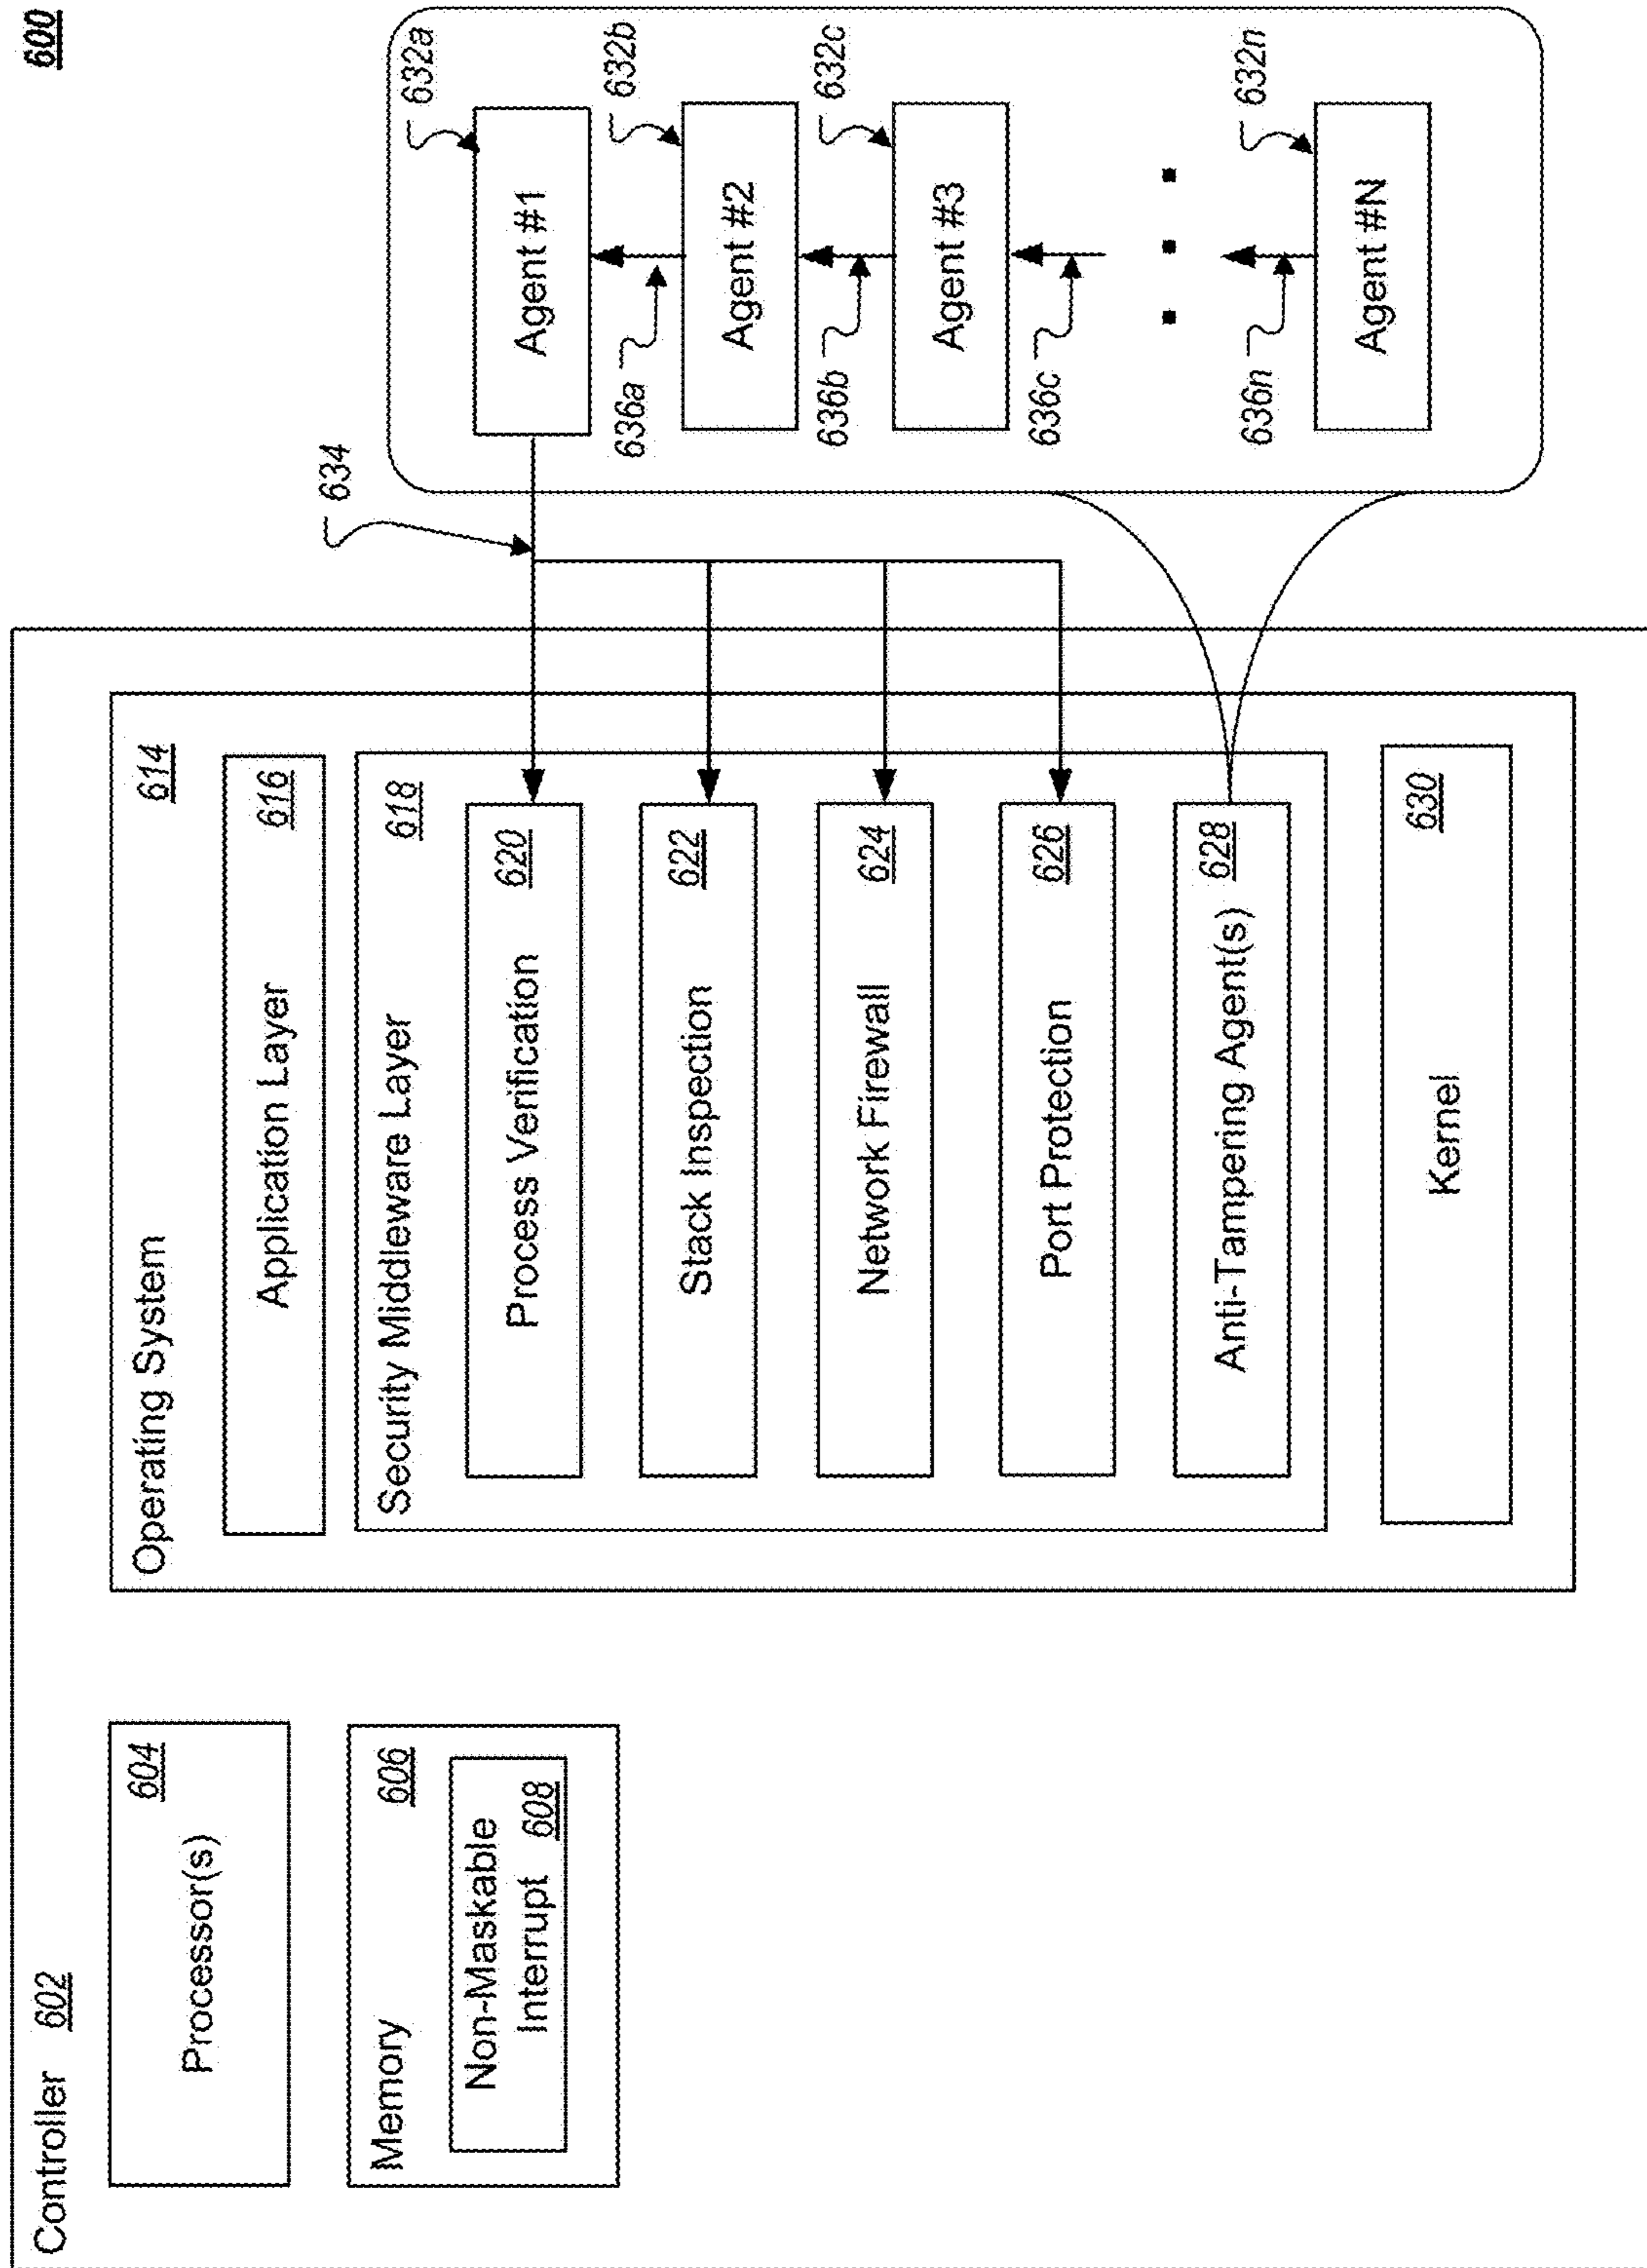 600
Controller 602
Processor(s)
604
Memory
606
Non-Maskable
Interrupt 608
Operating System
614
Application Layer
616
Security Middleware Layer
618
Process Verification
620
Stack Inspection
622
Network Firewall
624
Port Protection
626
Anti-Tampering Agent(s)
628
Kernel
630
634
Agent #1
632a
636a
Agent #2
632b
636b
Agent #3
632c
636c
636n
Agent #N
632n